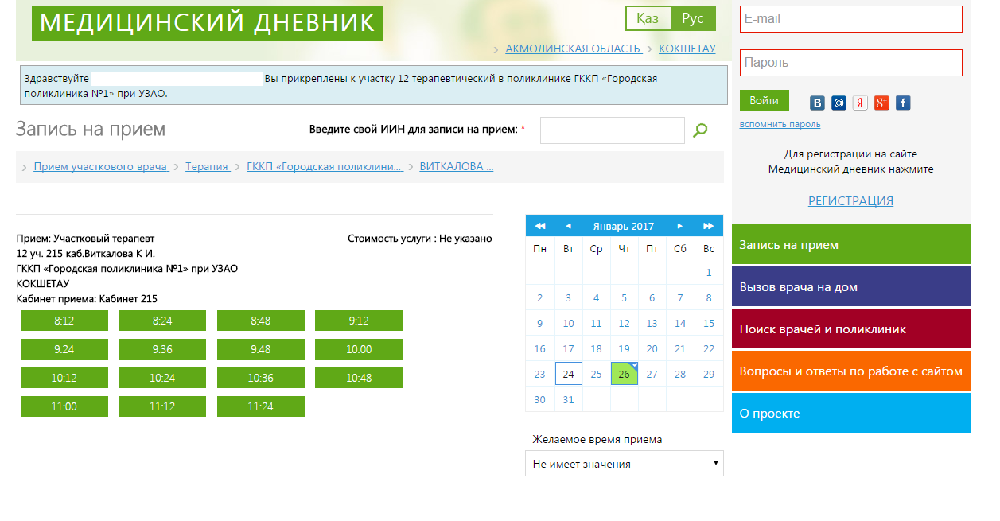 МЕДИЦИНСКИЙ ДНЕВНИК
Қаз Рус
АКМОЛИНСКАЯ ОБЛАСТЬ КОКШЕТАУ
Здравствуйте Вы прикреплены к участку 12 терапевтический в поликлинике ГККП «Городская
поликлиника №1» при УЗАО.
Запись на прием
Введите свой ИИН для записи на прием: *
Прием участкового врача Терапия ГККП «Городская поликлини... ВИТКАЛОВА ...
Прием: Участковый терапевт
Стоимость услуги : Не указано
12 уч. 215 каб.Виткалова К И.
ГККП «Городская поликлиника №1» при УЗАО
КОКШЕТАУ
Кабинет приема: Кабинет 215
8:12 8:24 8:48 9:12
9:24 9:36 9:48 10:00
10:12 10:24 10:36 10:48
11:00 11:12 11:24
Январь 2017
Пн Вт Ср Чт Пт Сб Вс
1
2 3 4 5 6 7 8
9 10 11 12 13 14 15
16 17 18 19 20 21 22
23 24 25 26 27 28 29
30 31
Желаемое время приема
Не имеет значения
E-mail
Пароль
Войти
B @ Я g+ f
вспомнить пароль
Для регистрации на сайте
Медицинский дневник нажмите
РЕГИСТРАЦИЯ
Запись на прием
Вызов врача на дом
Поиск врачей и поликлиник
Вопросы и ответы по работе с сайтом
О проекте